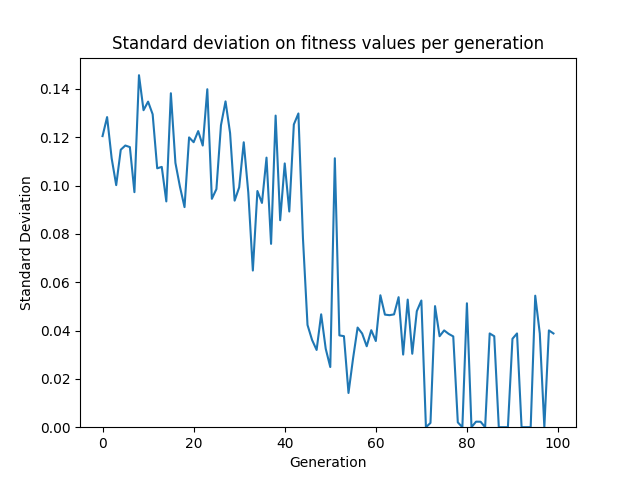 Standard deviation on fitness values per generation
Standard Deviation
0.14
0.12
0.10
0.08
0.06
0.04
0.02
0.00
0 20 40 60 80 100
Generation